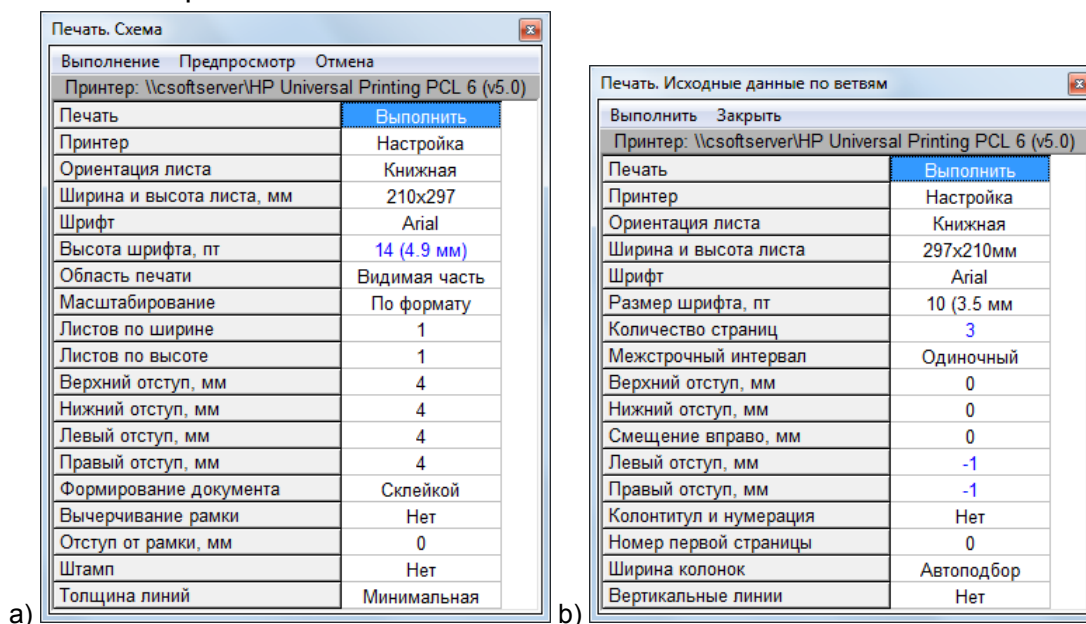 Печать. Схема
Выполнение Предпросмотр Отмена
Принтер: \\csoftserver\HP Universal Printing PCL 6 (v5.0)
Печать Выполнить
Принтер Настройка
Ориентация листа Книжная
Ширина и высота листа, мм 210x297
Шрифт Arial
Высота шрифта, пт 14 (4.9 мм)
Область печати Видимая часть
Масштабирование По формату
Листов по ширине 1
Листов по высоте 1
Верхний отступ, мм 4
Нижний отступ, мм 4
Левый отступ, мм 4
Правый отступ, мм 4
Формирование документа Склейкой
Вычерчивание рамки Нет
Отступ от рамки, мм 0
Штамп Нет
Толщина линий Минимальная
a)
Печать. Исходные данные по ветвям
Выполнить Закрыть
Принтер: \\csoftserver\HP Universal Printing PCL 6 (v5.0)
Печать Выполнить
Принтер Настройка
Ориентация листа Книжная
Ширина и высота листа 297x210мм
Шрифт Arial
Размер шрифта, пт 10 (3.5 мм
Количество страниц 3
Межстрочный интервал Одиночный
Верхний отступ, мм 0
Нижний отступ, мм 0
Смещение вправо, мм 0
Левый отступ, мм -1
Правый отступ, мм -1
Колонтитул и нумерация Нет
Номер первой страницы 0
Ширина колонок Автоподбор
Вертикальные линии Нет
b)